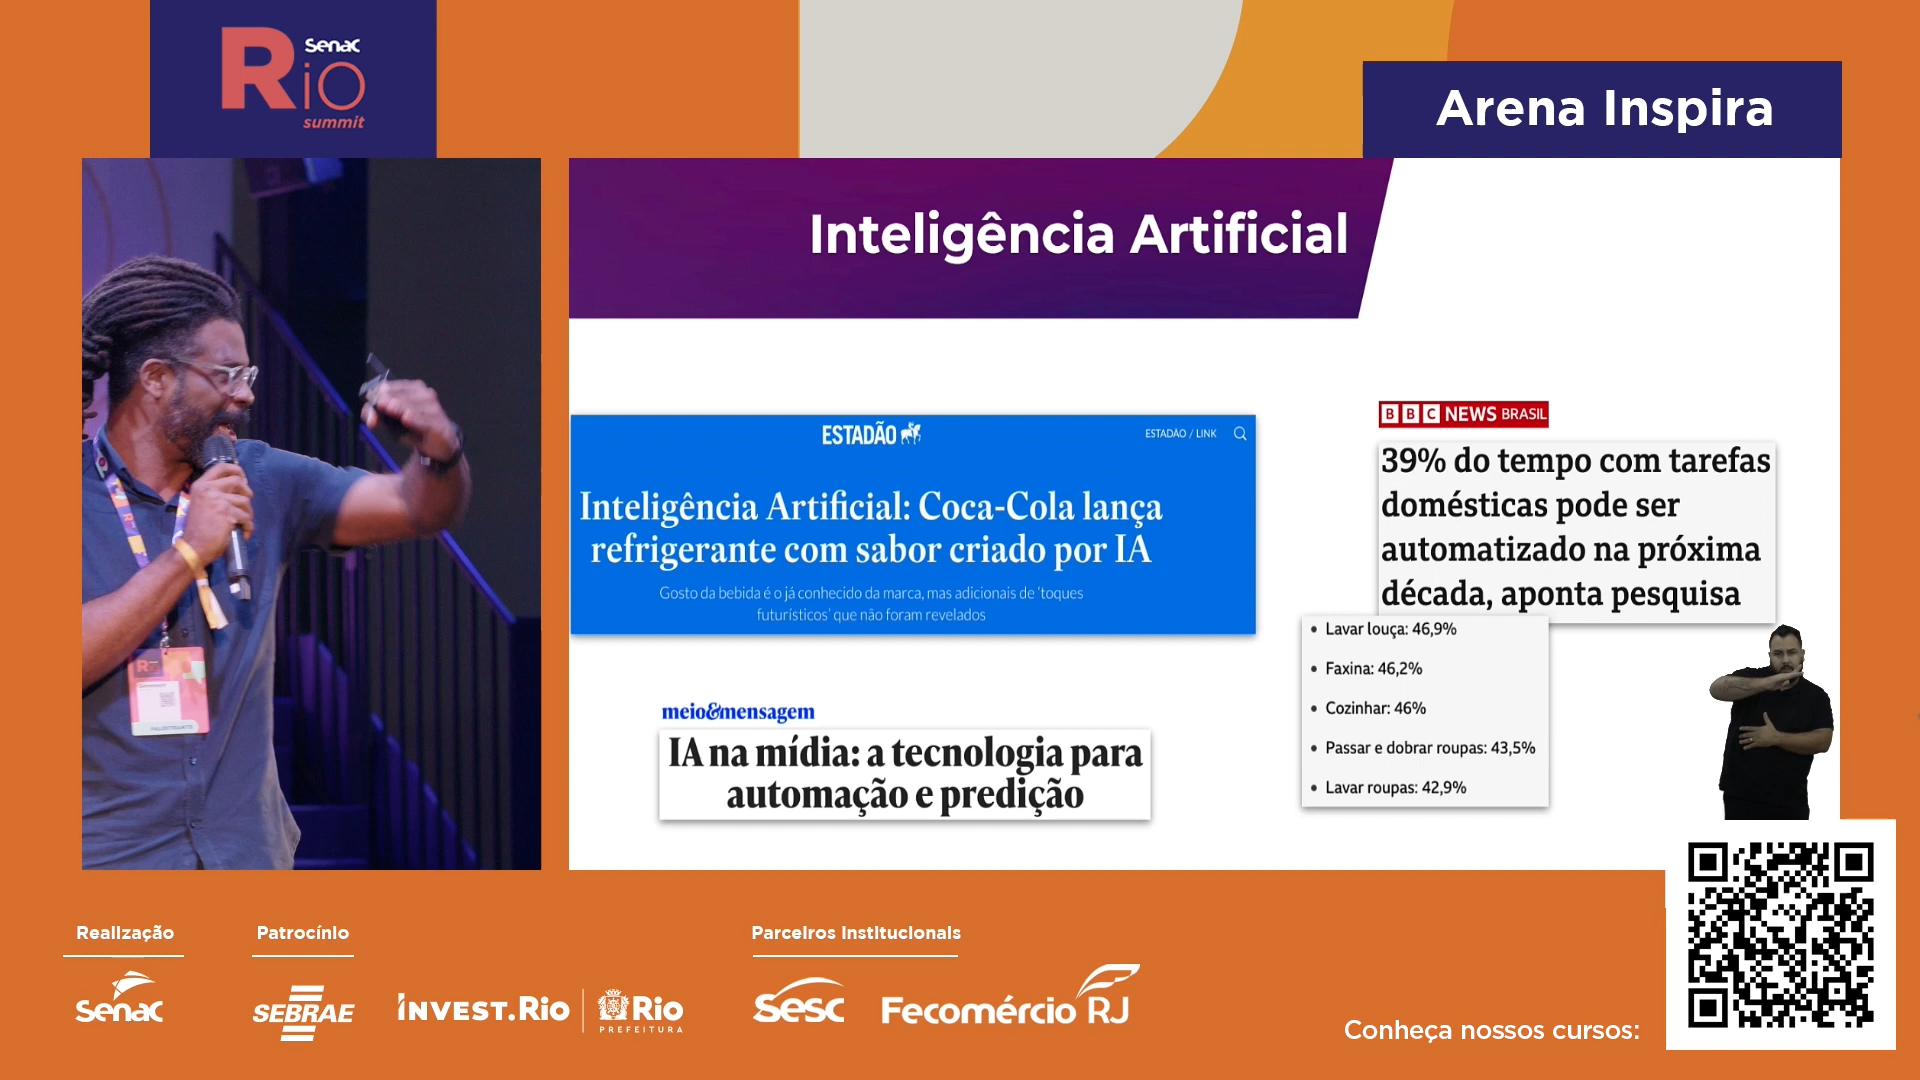 Senac
Rio
summit
Arena Inspira
Inteligência Artificial
ESTADÃO
ESTADÃO / LINK
Inteligência Artificial: Coca-Cola lança
refrigerante com sabor criado por IA
Gosto da bebida é o já conhecido da marca, mas adicionais de ‘toques
futurísticos’ que não foram revelados
BBC NEWS BRASIL
39% do tempo com tarefas
domésticas pode ser
automatizado na próxima
década, aponta pesquisa
• Lavar louça: 46,9%
• Faxina: 46,2%
• Cozinhar: 46%
• Passar e dobrar roupas: 43,5%
• Lavar roupas: 42,9%
meio&mensagem
IA na mídia: a tecnologia para
automação e predição
Realização
Senac
Patrocínio
SEBRAE
INVEST.Rio
Rio
PREFEITURA
Parceiros Institucionais
Sesc
Fecomércio RJ
Conheça nossos cursos: